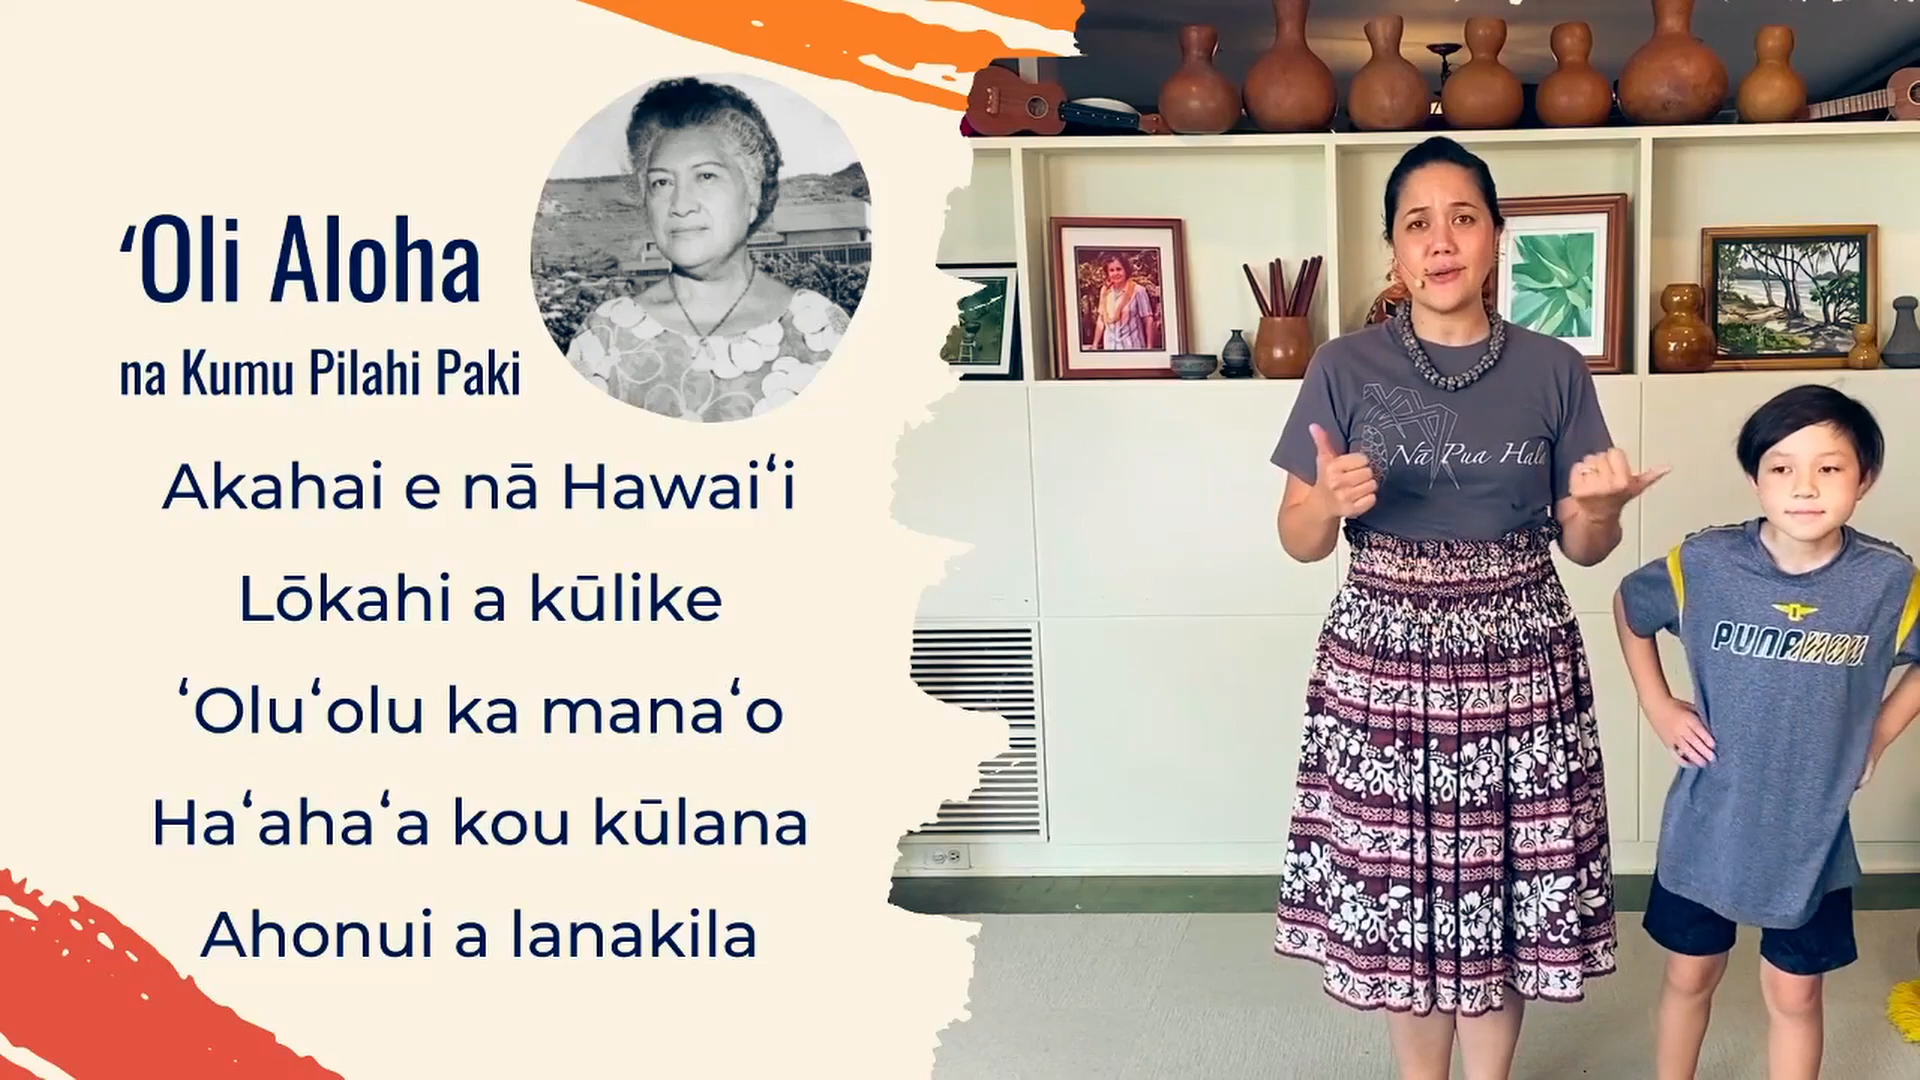 ʻOli Aloha
na Kumu Pilahi Paki
Akahai e nā Hawaiʻi
Lōkahi a kūlike
ʻOluʻolu ka manaʻo
Haʻahaʻa kou kūlana
Ahonui a lanakila
Nā Pua Hala
PUNAHOU